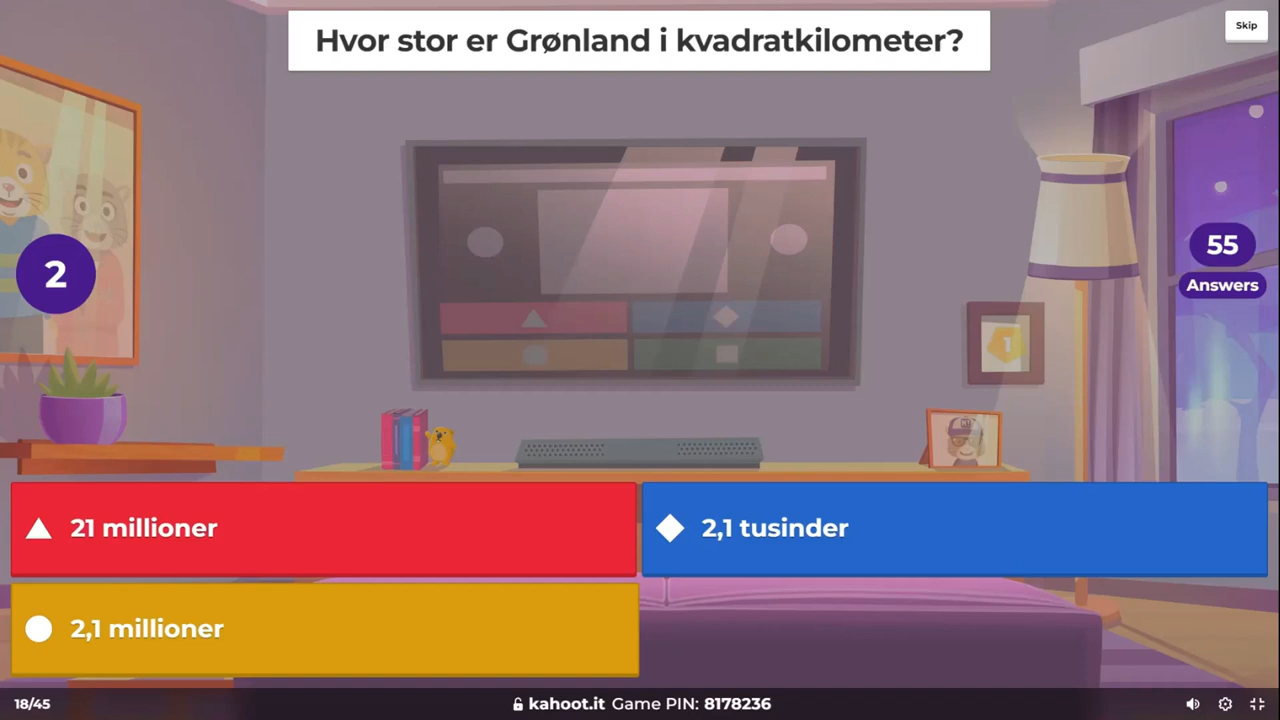 Hvor stor er Grønland i kvadratkilometer?
Skip
2
55
Answers
1
21 millioner
2,1 tusinder
2,1 millioner
18/45
kahoot.it Game PIN: 8178236